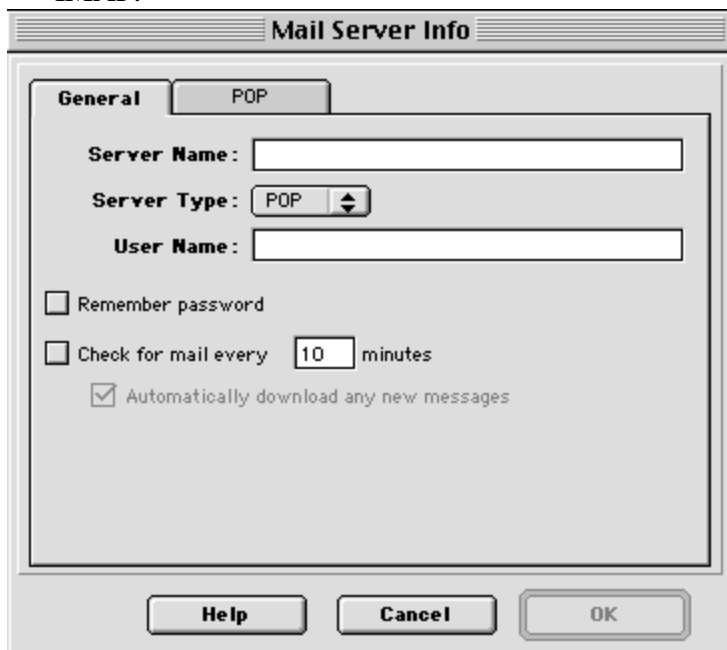 IMAP.
Mail Server Info
General POP
Server Name:
Server Type: POP
User Name:
Remember password
Check for mail every 10 minutes
Automatically download any new messages
Help Cancel OK